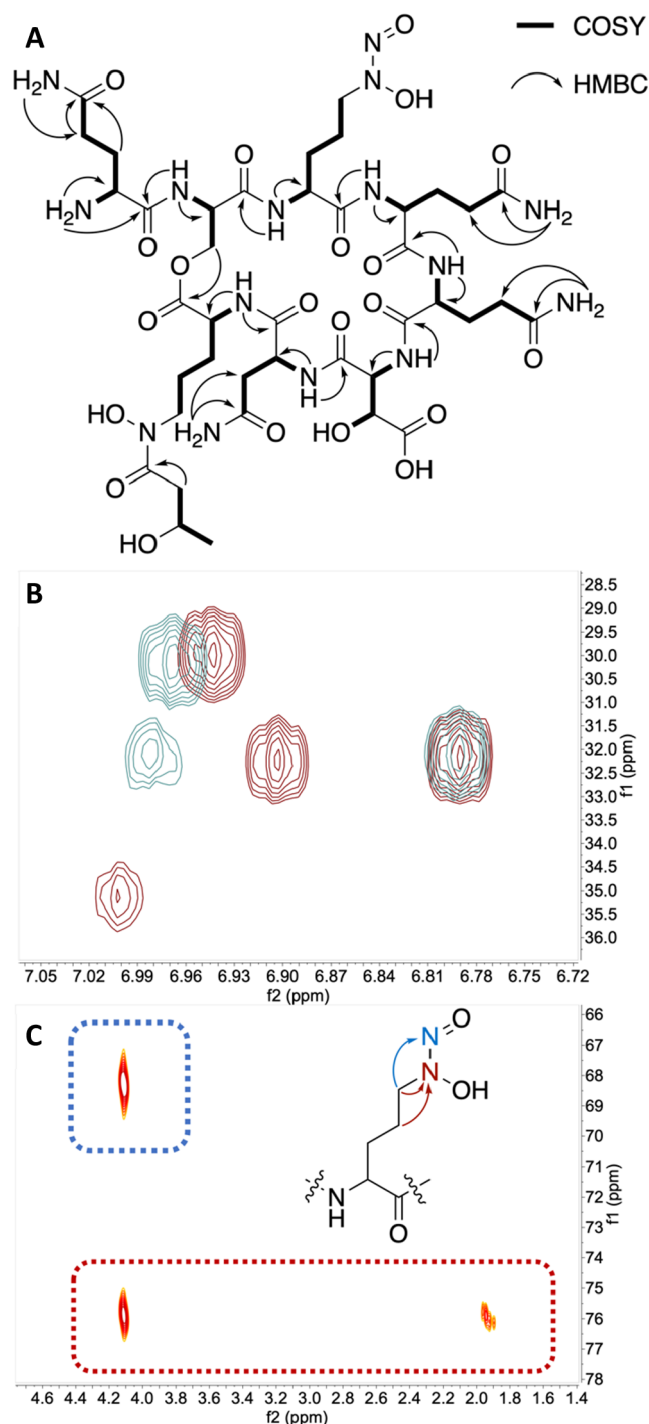 A
COSY
HMBC
O
N
N
OH
H2N
O
H
N
O
H2N
O
O
N
H
O
H
N
O
NH2
O
O
NH
NH2
O
O
O
H
N
O
O
O
NH
N
H
HO
N
H2N
O
HO
O
OH
O
HO
B
28.5
29.0
29.5
30.0
30.5
31.0
31.5
32.0
32.5
33.0
33.5
34.0
34.5
35.0
35.5
36.0
f1 (ppm)
7.05 7.02 6.99 6.96 6.93 6.90 6.87 6.84 6.81 6.78 6.75 6.72
f2 (ppm)
C
N O
N
OH
N
H
O
66
67
68
69
70
71
72
73
74
75
76
77
78
f1 (ppm)
4.6 4.4 4.2 4.0 3.8 3.6 3.4 3.2 3.0 2.8 2.6 2.4 2.2 2.0 1.8 1.6 1.4
f2 (ppm)